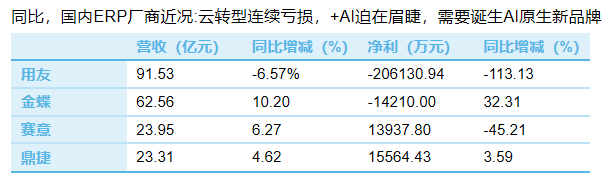 同比，国内ERP厂商近况:云转型连续亏损，+AI迫在眉睫，需要诞生AI原生新品牌
营收（亿元） 同比增减（%） 净利（万元） 同比增减（%）
用友 91.53 -6.57% -206130.94 -113.13
金蝶 62.56 10.20 -14210.00 32.31
赛意 23.95 6.27 13937.80 -45.21
鼎捷 23.31 4.62 15564.43 3.59